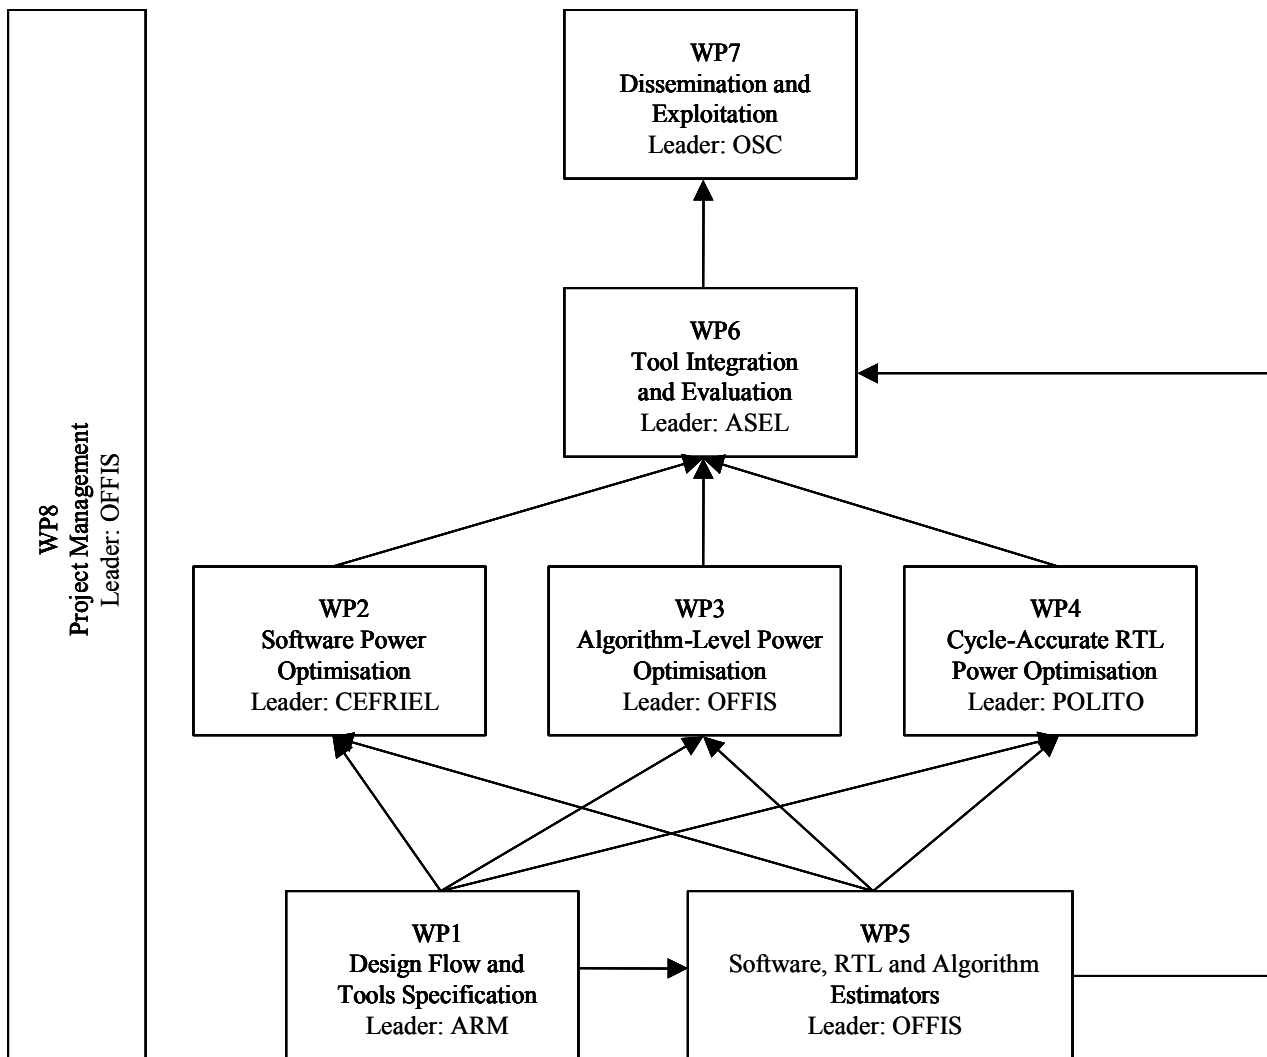 WP7
Dissemination and
Exploitation
Leader: OSC
WP6
Tool Integration
and Evaluation
Leader: ASEL
WP8
Project Management
Leader: OFFIS
WP2
Software Power
Optimisation
Leader: CEFRIEL
WP3
Algorithm-Level Power
Optimisation
Leader: OFFIS
WP4
Cycle-Accurate RTL
Power Optimisation
Leader: POLITO
WP1
Design Flow and
Tools Specification
Leader: ARM
WP5
Software, RTL and Algorithm
Estimators
Leader: OFFIS